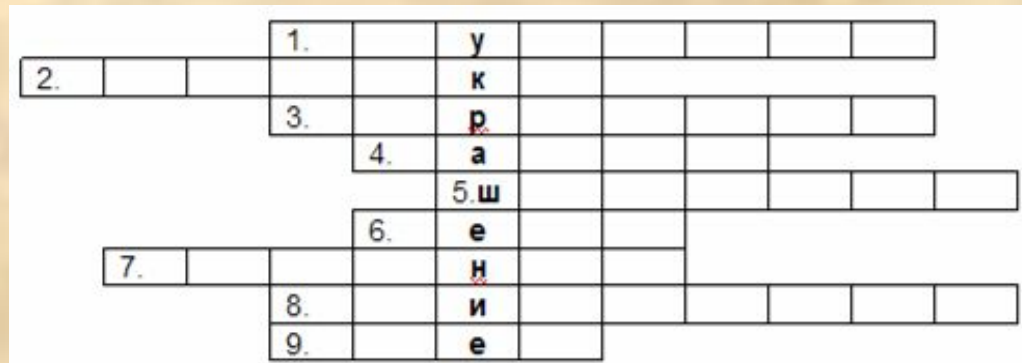 1. у
2. к
3. р
4. а
5.ш
6. е
7. н
8. и
9. е